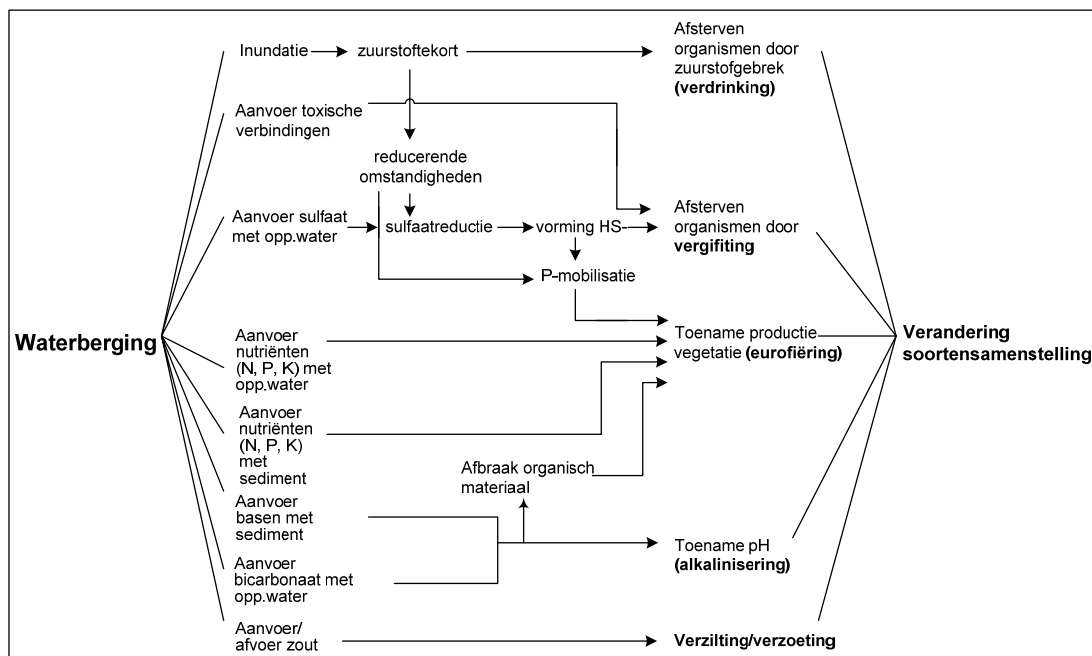 Inundatie
zuurstoftekort
Afsterven
organismen door
zuurstofgebrek
(verdrinking)
Aanvoer toxische
verbindingen
reducerende
omstandigheden
Aanvoer sulfaat
met opp.water
sulfaatreductie
vorming HS-
Afsterven
organismen door
vergifiting
P-mobilisatie
Waterberging
Aanvoer
nutriënten
(N, P, K) met
opp.water
Toename productie
vegetatie (eurofiëring)
Verandering
soortensamenstelling
Aanvoer
nutriënten
(N, P, K)
met
sediment
Afbraak organisch
materiaal
Aanvoer
basen met
sediment
Toename pH
(alkalinisering)
Aanvoer
bicarbonaat met
opp.water
Aanvoer/
afvoer zout
Verzilting/verzoeting